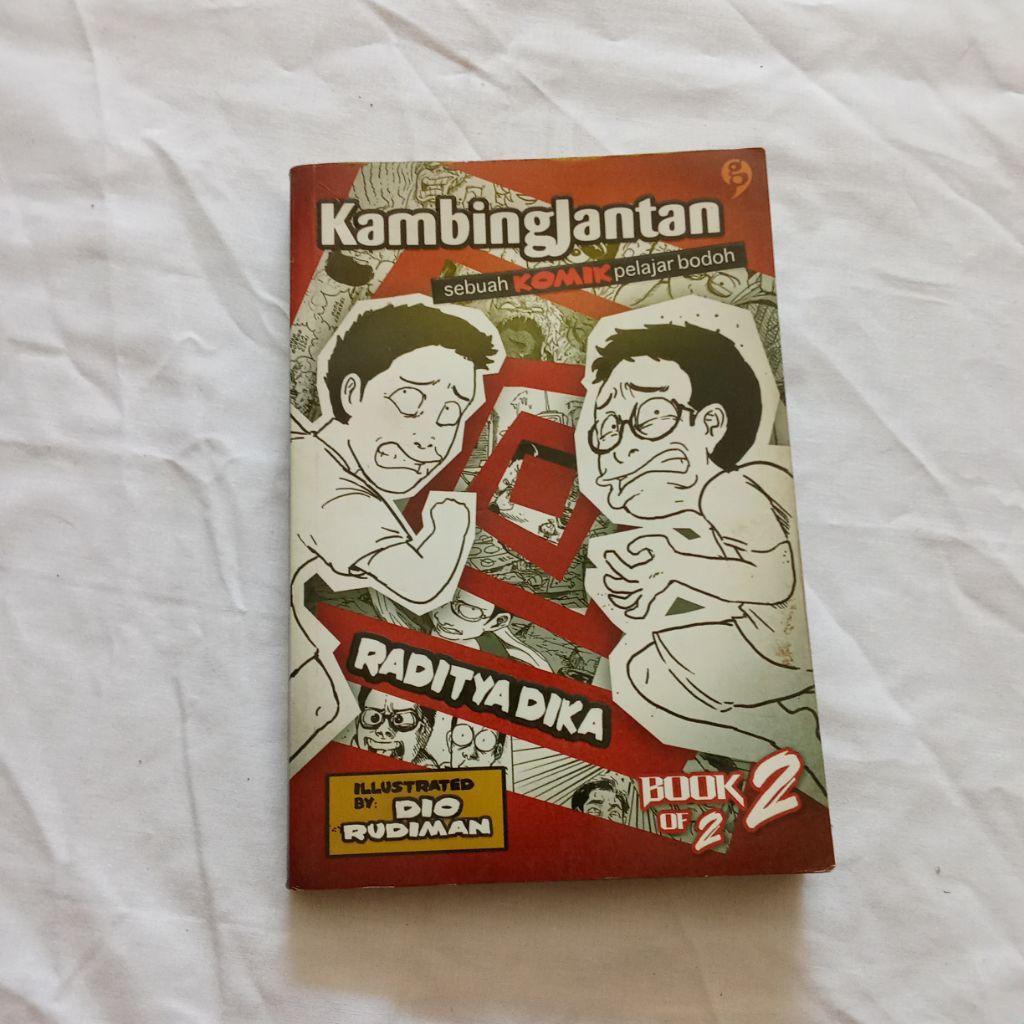 KambingJantan
sebuah KOMIK pelajar bodoh
RADITYA DIKA
ILLUSTRATED
BY: DIO
RUDIMAN
BOOK 2
OF 2